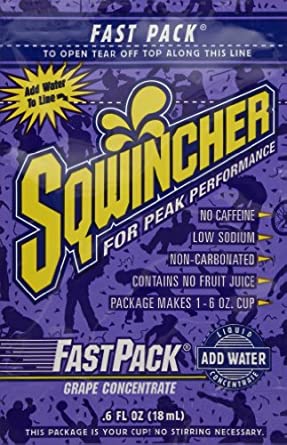 FAST PACK®
TO OPEN TEAR OFF TOP ALONG THIS LINE
Add Water
To Line
SQWINCHER
FOR PEAK PERFORMANCE
NO CAFFEINE
LOW SODIUM
NON-CARBONATED
CONTAINS NO FRUIT JUICE
PACKAGE MAKES 1 - 6 OZ. CUP
FASTPACK®
GRAPE CONCENTRATE
LIQUID
ADD WATER
CONCENTRATE
.6 FL OZ (18 mL)
THIS PACKAGE IS YOUR CUP! NO STIRRING NECESSARY.